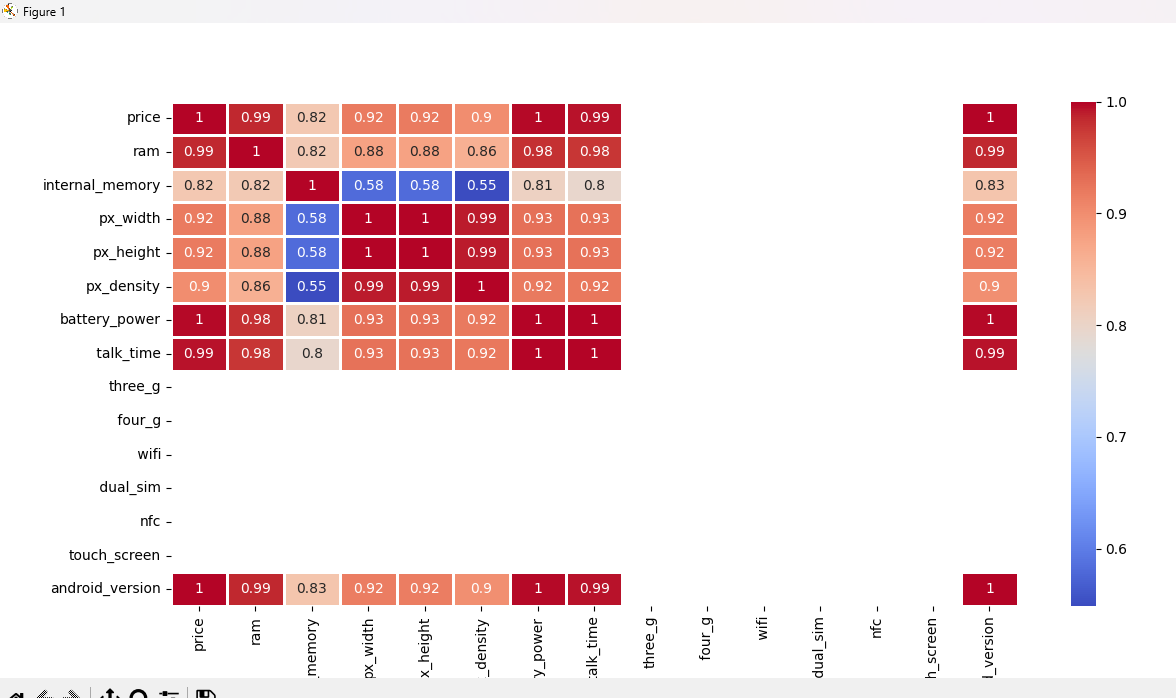 Figure 1
price 1 0.99 0.82 0.92 0.92 0.9 1 0.99 1 1.0
ram 0.99 1 0.82 0.88 0.88 0.86 0.98 0.98 0.99
internal_memory 0.82 0.82 1 0.58 0.58 0.55 0.81 0.8 0.83
px_width 0.92 0.88 0.58 1 1 0.99 0.93 0.93 0.92 0.9
px_height 0.92 0.88 0.58 1 1 0.99 0.93 0.93 0.92
px_density 0.9 0.86 0.55 0.99 0.99 1 0.92 0.92 0.9
battery_power 1 0.98 0.81 0.93 0.93 0.92 1 1 1 0.8
talk_time 0.99 0.98 0.8 0.93 0.93 0.92 1 1 0.99
three_g
four_g 0.7
wifi
dual_sim
nfc
touch_screen 0.6
android_version 1 0.99 0.83 0.92 0.92 0.9 1 0.99 1
price ram _memory px_width x_height _density y_power alk_time three_g four_g wifi dual_sim nfc h_screen d_version